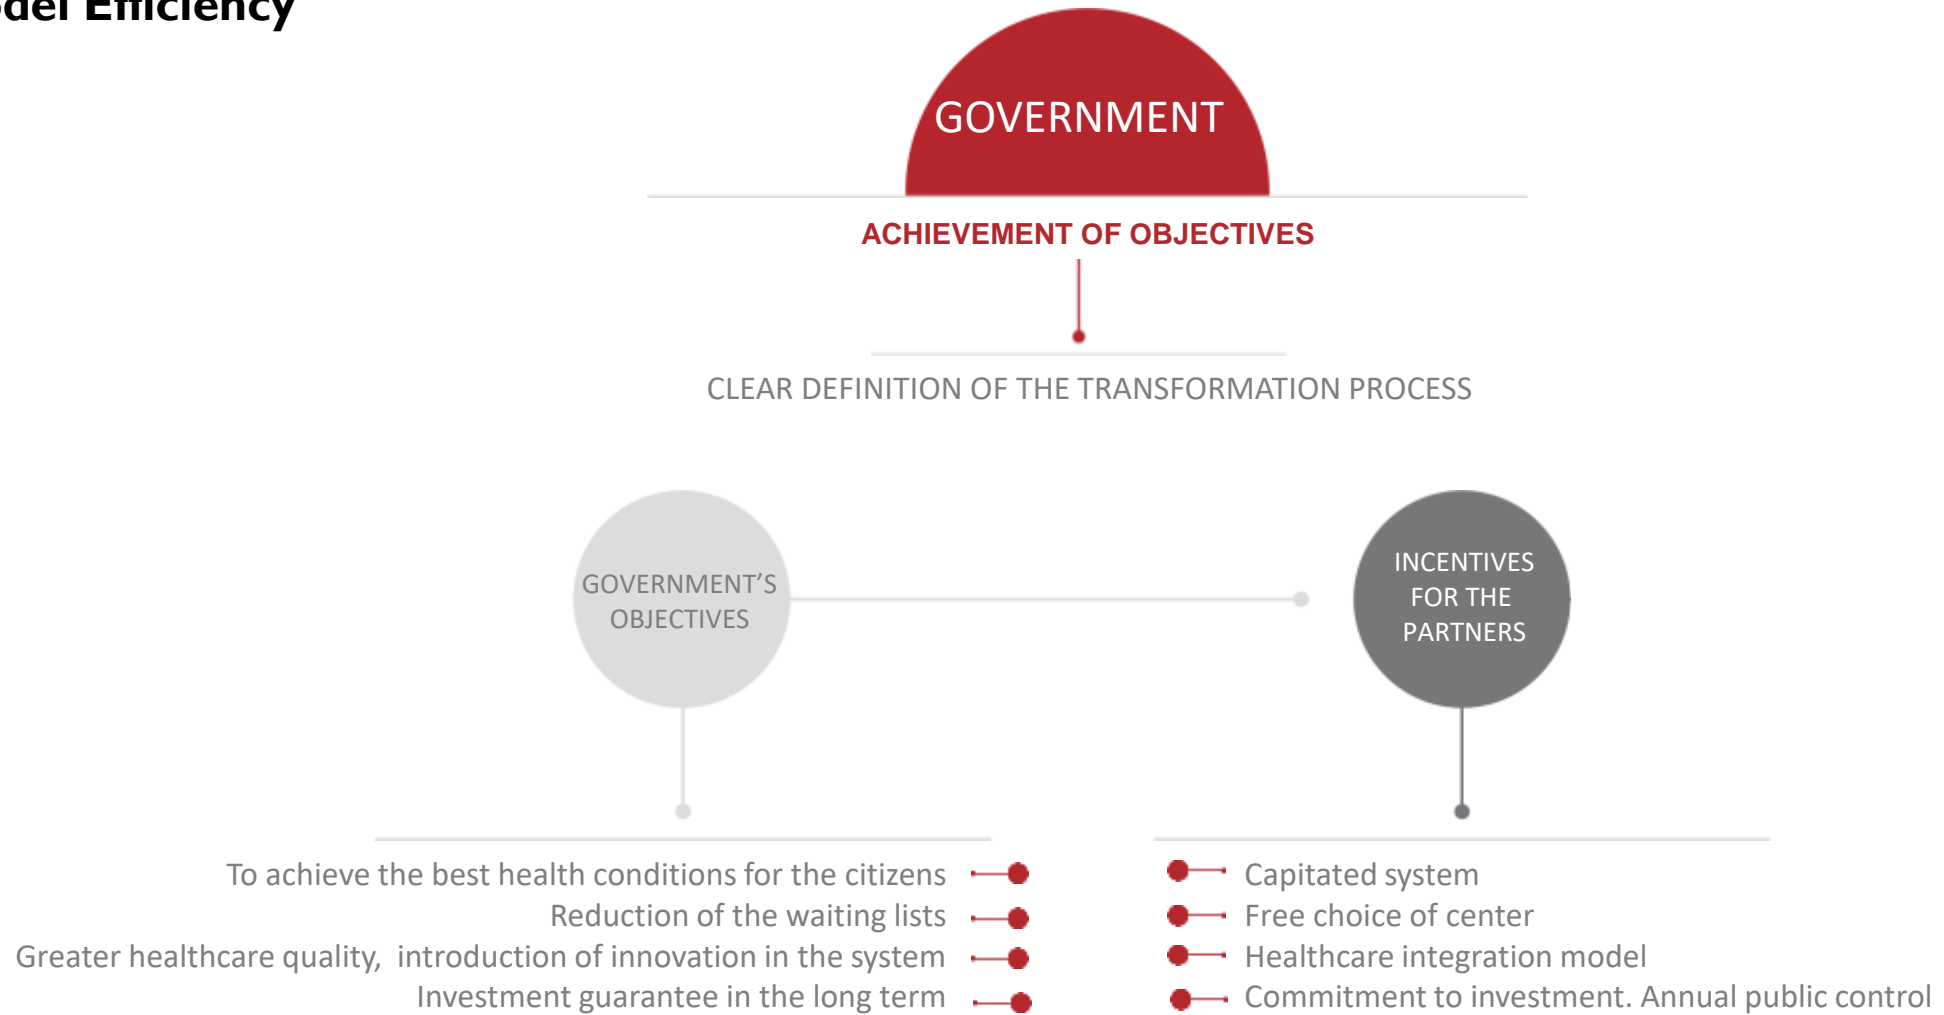 Efficiency
GOVERNMENT
ACHIEVEMENT OF OBJECTIVES
CLEAR DEFINITION OF THE TRANSFORMATION PROCESS
GOVERNMENT’S
OBJECTIVES
INCENTIVES
FOR THE
PARTNERS
To achieve the best health conditions for the citizens
Reduction of the waiting lists
Greater healthcare quality, introduction of innovation in the system
Investment guarantee in the long term
Capitated system
Free choice of center
Healthcare integration model
Commitment to investment. Annual public control